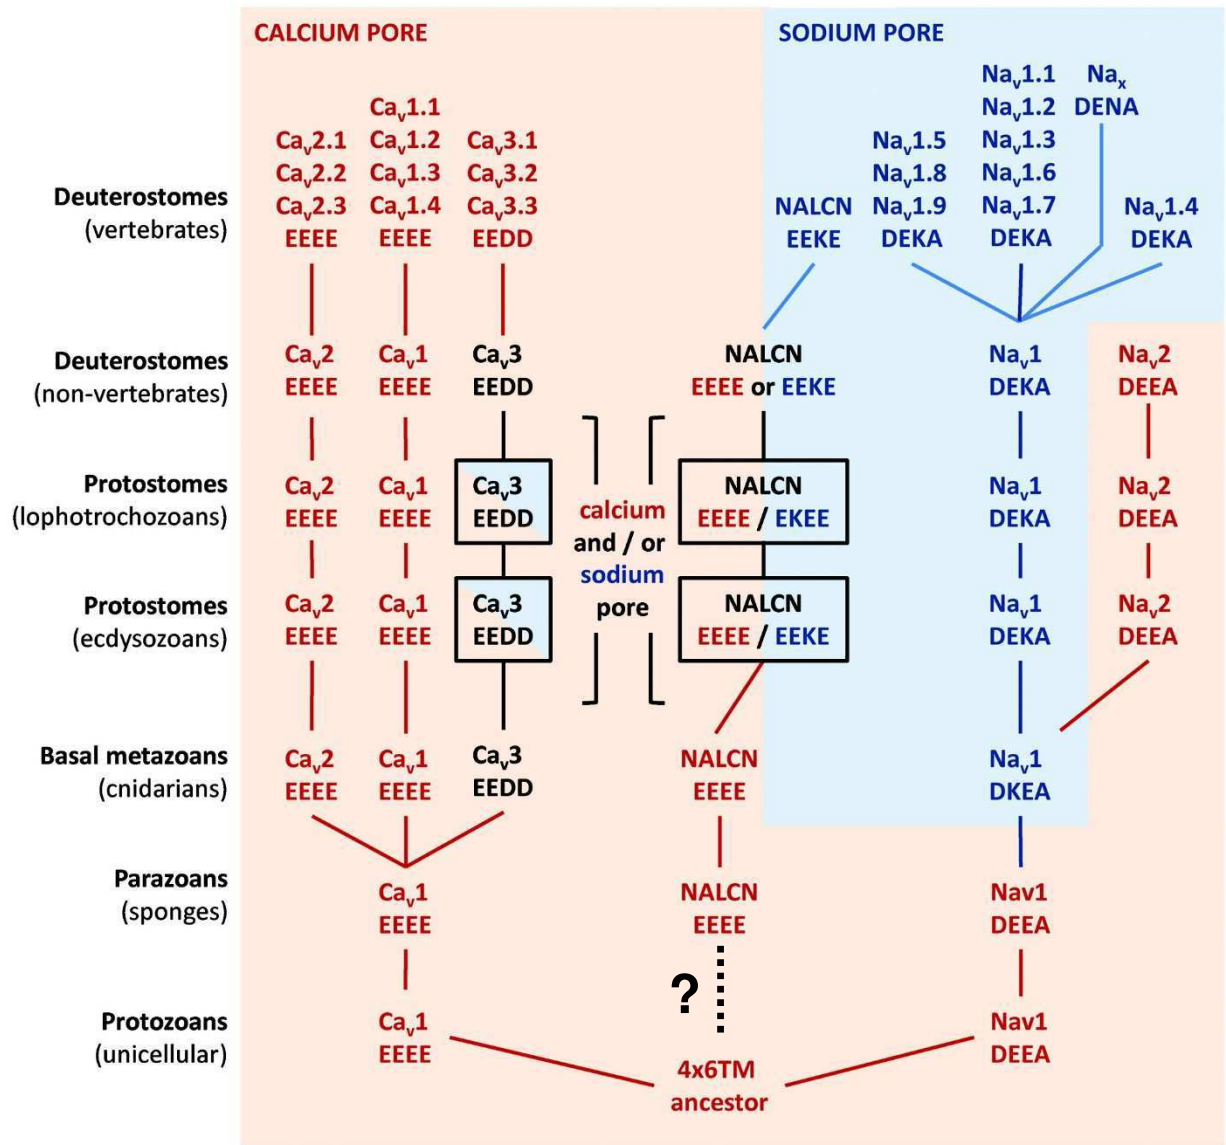 CALCIUM PORE
SODIUM PORE
Deuterostomes
(vertebrates)
Caᵥ2.1
Caᵥ2.2
Caᵥ2.3
EEEE
Caᵥ1.1
Caᵥ1.2
Caᵥ1.3
Caᵥ1.4
EEEE
Caᵥ3.1
Caᵥ3.2
Caᵥ3.3
EEDD
NALCN
EEKE
Naᵥ1.5
Naᵥ1.8
Naᵥ1.9
DEKA
Naᵥ1.1
Naᵥ1.2
Naᵥ1.3
Naᵥ1.6
Naᵥ1.7
DEKA
Naₓ
DENA
Naᵥ1.4
DEKA
Deuterostomes
(non-vertebrates)
Caᵥ2
EEEE
Caᵥ1
EEEE
Caᵥ3
EEDD
NALCN
EEEE or EEKE
Naᵥ1
DEKA
Naᵥ2
DEEA
Protostomes
(lophotrochozoans)
Caᵥ2
EEEE
Caᵥ1
EEEE
Caᵥ3
EEDD
calcium
and / or
sodium
pore
NALCN
EEEE / EKEE
Naᵥ1
DEKA
Naᵥ2
DEEA
Protostomes
(ecdysozoans)
Caᵥ2
EEEE
Caᵥ1
EEEE
Caᵥ3
EEDD
NALCN
EEEE / EEKE
Naᵥ1
DEKA
Naᵥ2
DEEA
Basal metazoans
(cnidarians)
Caᵥ2
EEEE
Caᵥ1
EEEE
Caᵥ3
EEDD
NALCN
EEEE
Naᵥ1
DKEA
Parazoans
(sponges)
Caᵥ1
EEEE
NALCN
EEEE
Nav1
DEEA
?
Protozoans
(unicellular)
Caᵥ1
EEEE
4x6TM
ancestor
Nav1
DEEA